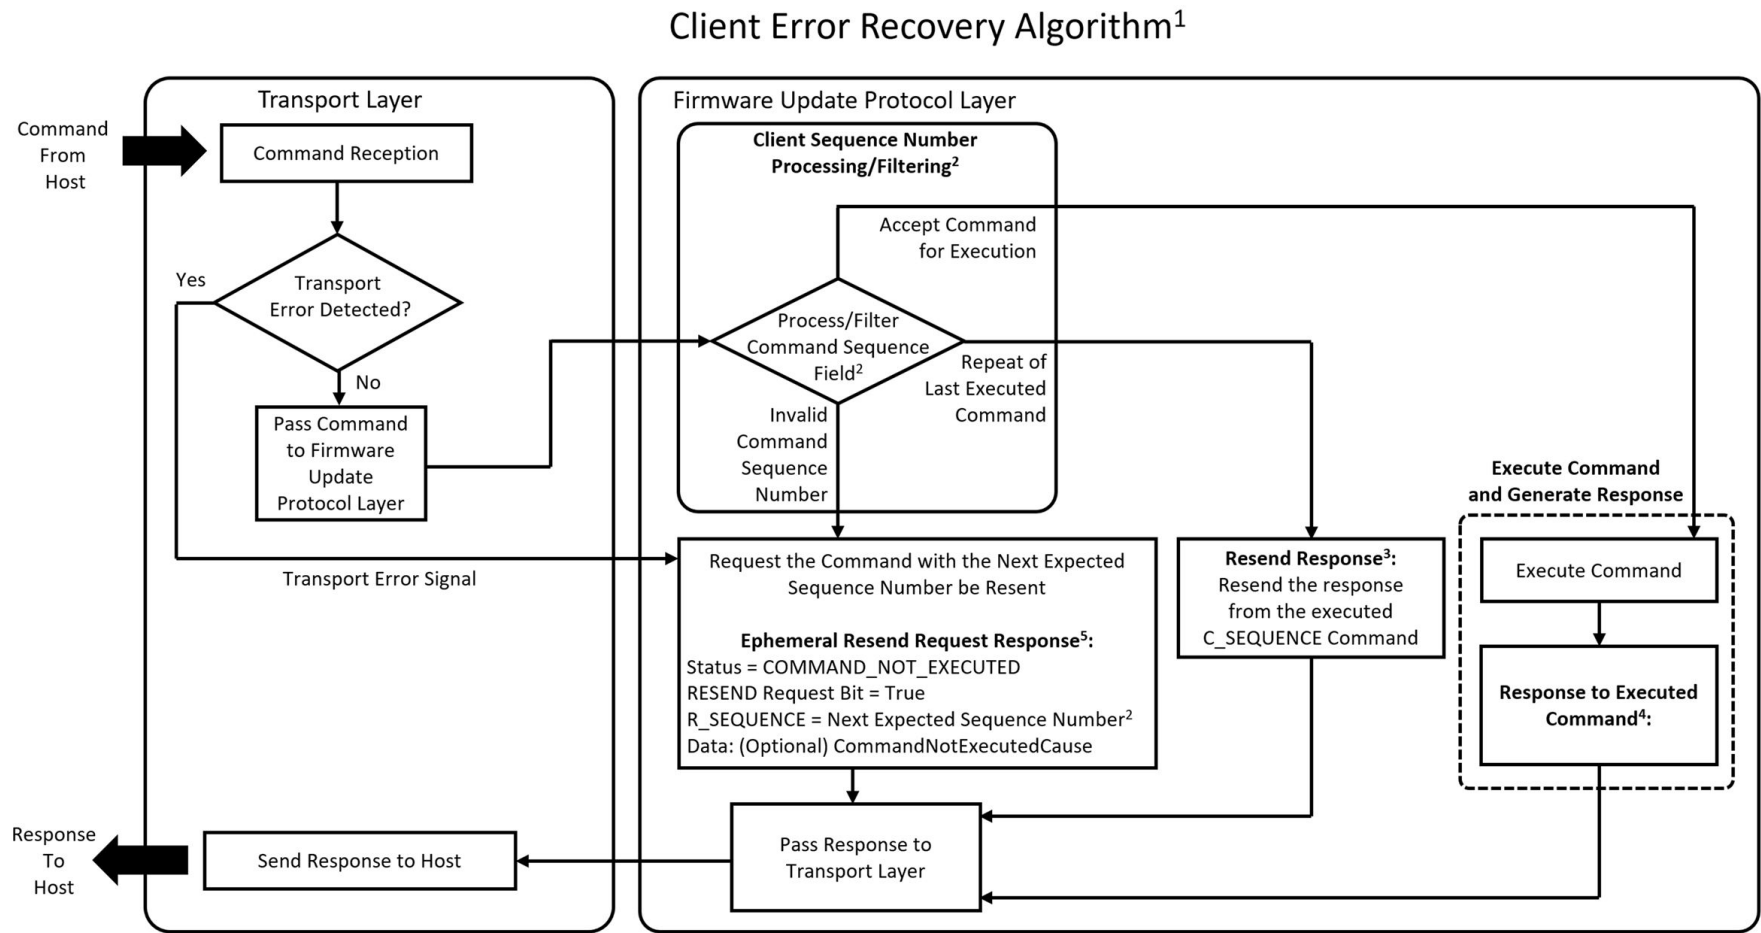 Client Error Recovery Algorithm¹
Transport Layer
Command
From
Host
Command Reception
Yes
Transport
Error Detected?
No
Pass Command
to Firmware
Update
Protocol Layer
Transport Error Signal
Firmware Update Protocol Layer
Client Sequence Number
Processing/Filtering²
Accept Command
for Execution
Process/Filter
Command Sequence
Field²
Repeat of
Last Executed
Command
Invalid
Command
Sequence
Number
Request the Command with the Next Expected
Sequence Number be Resent
Ephemeral Resend Request Response⁵:
Status = COMMAND_NOT_EXECUTED
RESEND Request Bit = True
R_SEQUENCE = Next Expected Sequence Number²
Data: (Optional) CommandNotExecutedCause
Resend Response³:
Resend the response
from the executed
C_SEQUENCE Command
Execute Command
and Generate Response
Execute Command
Response to Executed
Command⁴:
Pass Response to
Transport Layer
Send Response to Host
Response
To
Host